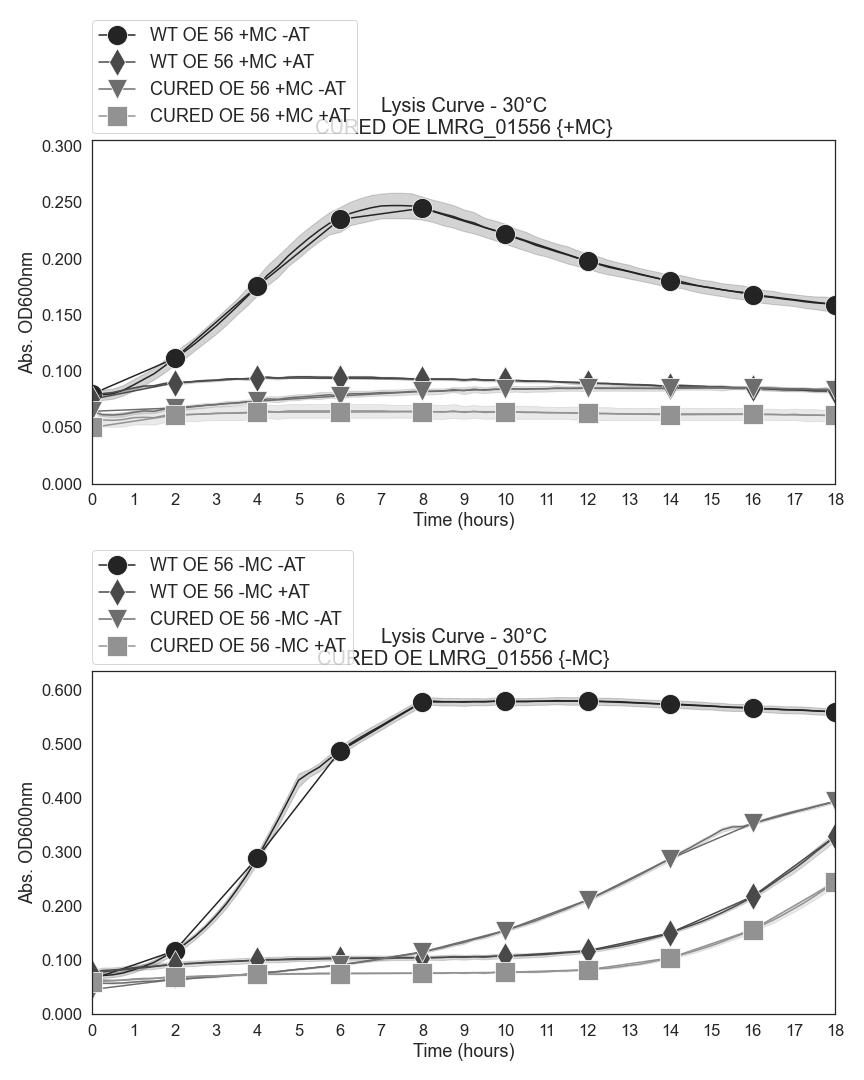 WT OE 56 +MC -AT
WT OE 56 +MC +AT
CURED OE 56 +MC -AT
CURED OE 56 +MC +AT
Lysis Curve - 30°C
CURED OE LMRG_01556 {+MC}
0.300
0.250
0.200
0.150
0.100
0.050
0.000
Abs. OD600nm
0 1 2 3 4 5 6 7 8 9 10 11 12 13 14 15 16 17 18
Time (hours)
WT OE 56 -MC -AT
WT OE 56 -MC +AT
CURED OE 56 -MC -AT
CURED OE 56 -MC +AT
Lysis Curve - 30°C
CURED OE LMRG_01556 {-MC}
0.600
0.500
0.400
0.300
0.200
0.100
0.000
Abs. OD600nm
0 1 2 3 4 5 6 7 8 9 10 11 12 13 14 15 16 17 18
Time (hours)